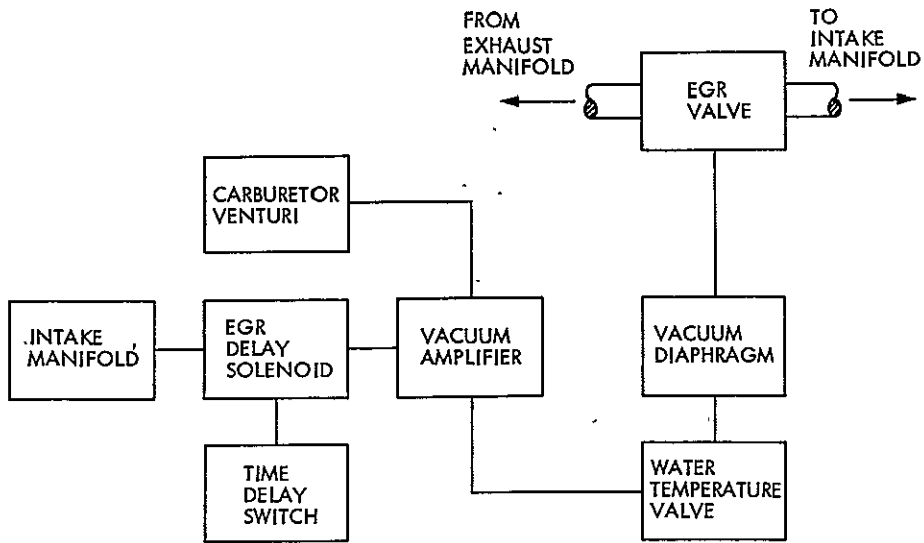 FROM
EXHAUST
MANIFOLD
TO
INTAKE
MANIFOLD
EGR
VALVE
CARBURETOR
VENTURI
INTAKE
MANIFOLD
EGR
DELAY
SOLENOID
VACUUM
AMPLIFIER
VACUUM
DIAPHRAGM
TIME
DELAY
SWITCH
WATER
TEMPERATURE
VALVE